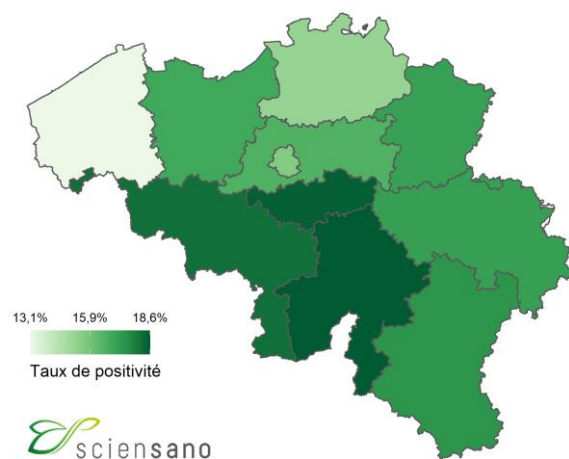 13,1% 15,9% 18,6%
Taux de positivité
sciensano